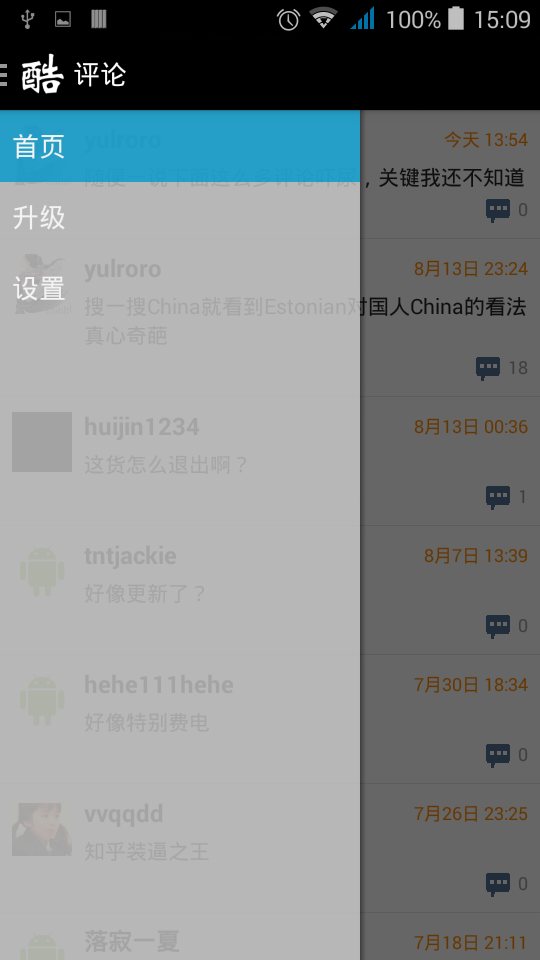 100% 15:09
酷 评论
首页
升级
设置
yulroro 今天 13:54
随便一说下面这么多评论吓尿，关键我还不知道
0
yulroro 8月13日 23:24
搜一搜China就看到Estonian对国人China的看法
真心奇葩
18
huijin1234 8月13日 00:36
这货怎么退出啊？
1
tntjackie 8月7日 13:39
好像更新了？
0
hehe111hehe 7月30日 18:34
好像特别费电
0
vvqqdd 7月26日 23:25
知乎装逼之王
0
落寂一夏 7月18日 21:11